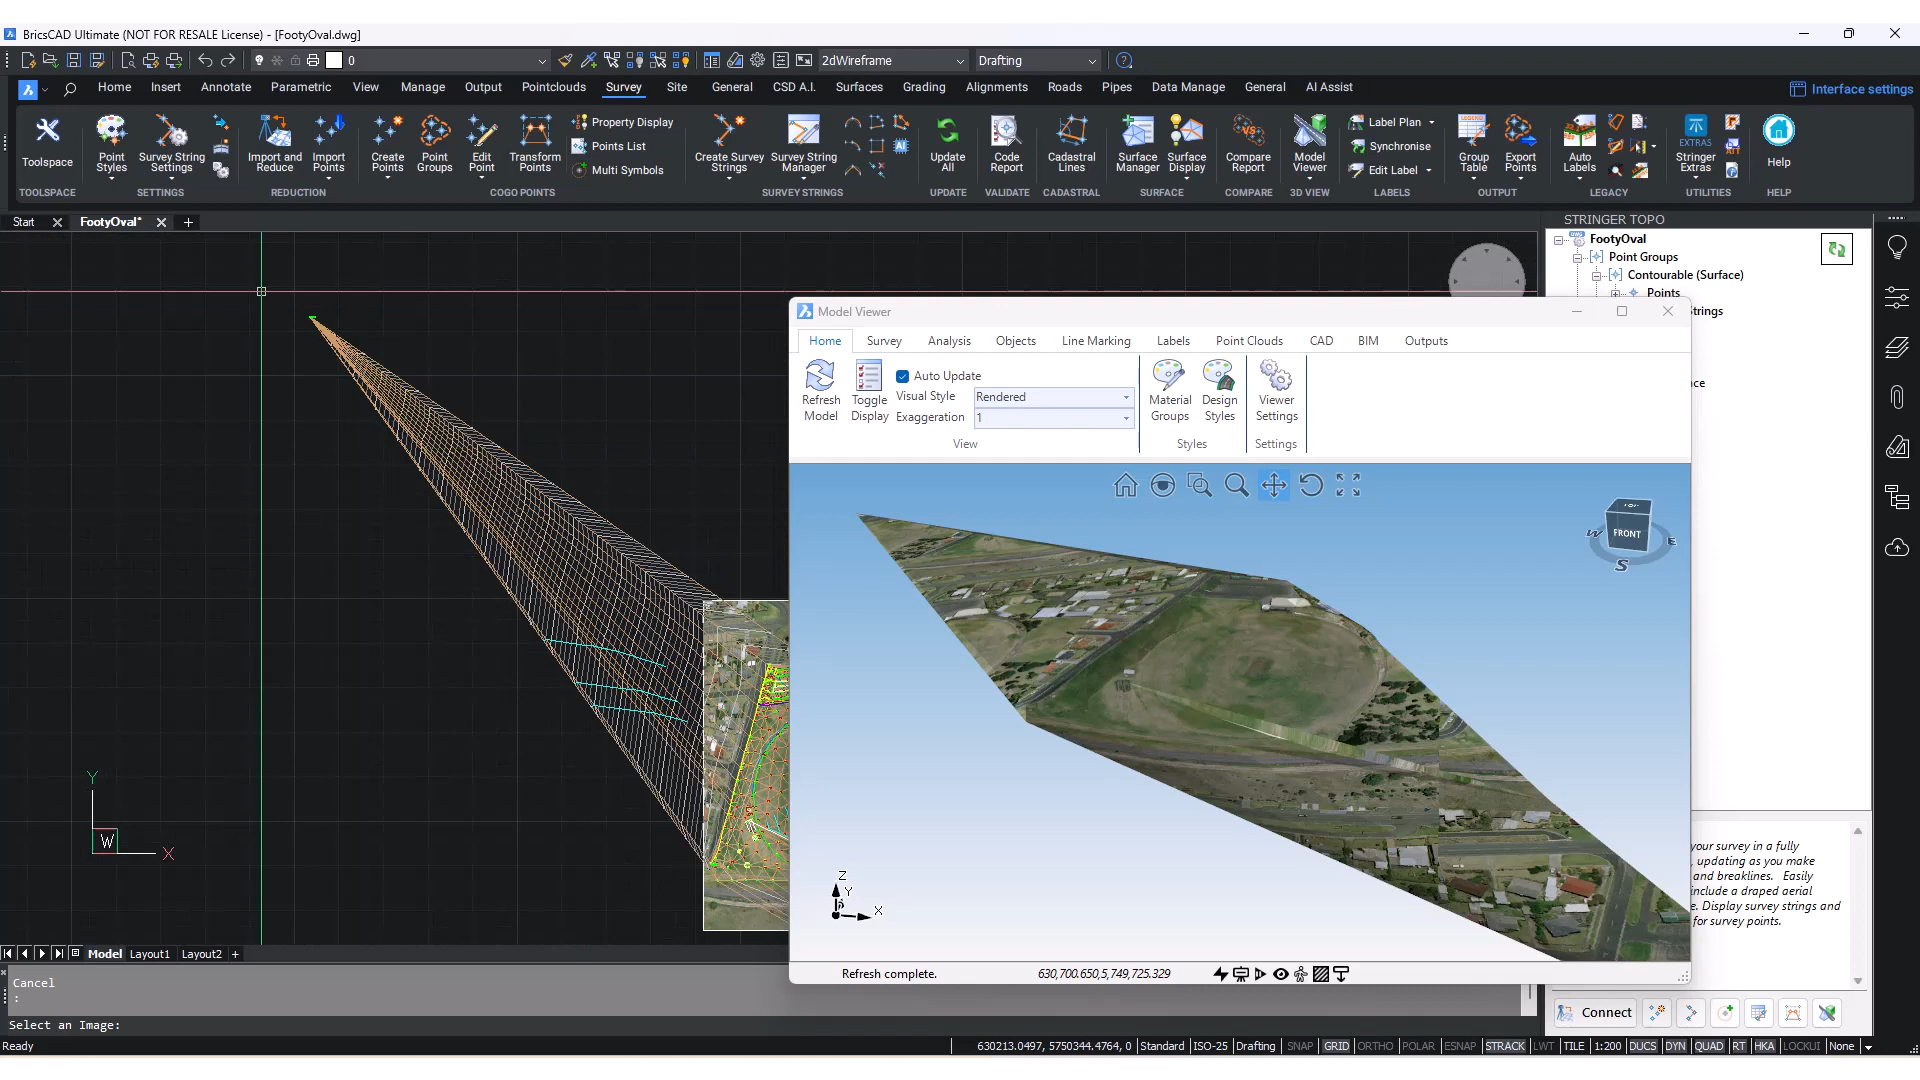 BricsCAD Ultimate (NOT FOR RESALE License) - [FootyOval.dwg]
0
2dWireframe
Drafting
Home Insert Annotate Parametric View Manage Output Pointclouds Survey Site General CSD A.I. Surfaces Grading Alignments Roads Pipes Data Manage General AI Assist
Interface settings
Toolspace
Point Styles
Survey String Settings
Import and Reduce
Import Points
Create Points
Point Groups
Edit Point
Transform Points
Property Display
Points List
Multi Symbols
Create Survey Strings
Survey String Manager
Update All
Code Report
Cadastral Lines
Surface Manager
Surface Display
Compare Report
Model Viewer
Label Plan
Synchronise
Edit Label
Group Table
Export Points
Auto Labels
EXTRAS
Stringer Extras
Help
TOOLSPACE SETTINGS REDUCTION COGO POINTS SURVEY STRINGS UPDATE VALIDATE CADASTRAL SURFACE COMPARE 3D VIEW LABELS OUTPUT LEGACY UTILITIES HELP
Start
FootyOval*
STRINGER TOPO
FootyOval
Point Groups
Contourable (Surface)
Points
Strings
Model Viewer
Home Survey Analysis Objects Line Marking Labels Point Clouds CAD BIM Outputs
Refresh Model
Toggle Display
Auto Update
Visual Style Rendered
Exaggeration 1
Material Groups
Design Styles
Viewer Settings
View Styles Settings
TOP
FRONT
W
E
S
Z
Y
X
Y
W
X
your survey in a fully
, updating as you make
and breaklines. Easily
include a draped aerial
e. Display survey strings and
for survey points.
Model Layout1 Layout2 +
Refresh complete.
630,700.650,5,749,725.329
Cancel
:
Select an Image:
Connect
Ready
630213.0497, 5750344.4764, 0 Standard ISO-25 Drafting SNAP GRID ORTHO POLAR ESNAP STRACK LWT TILE 1:200 DUCS DYN QUAD RT HKA LOCKUI None